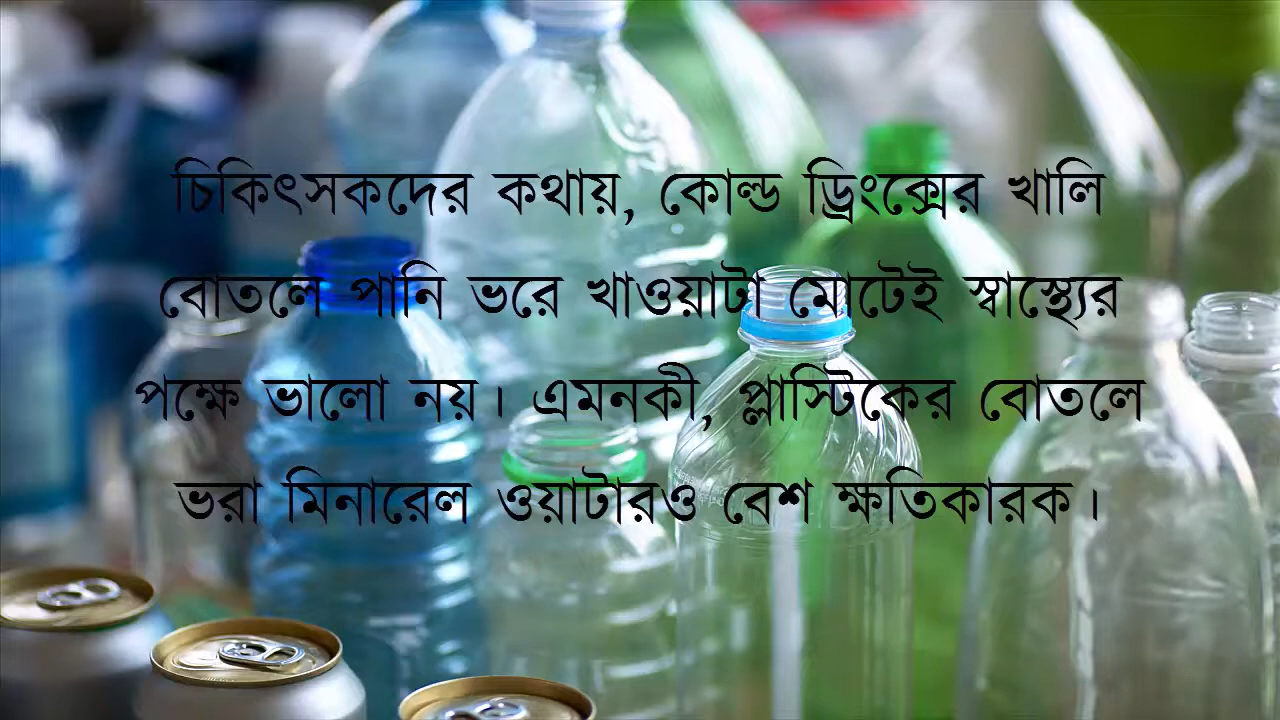 চিকিৎসকদের কথায়, কোল্ড ড্রিংক্সের খালি
বোতলে পানি ভরে খাওয়াটা মোটেই স্বাস্থ্যের
পক্ষে ভালো নয়। এমনকী, প্লাস্টিকের বোতলে
ভরা মিনারেল ওয়াটারও বেশ ক্ষতিকারক।